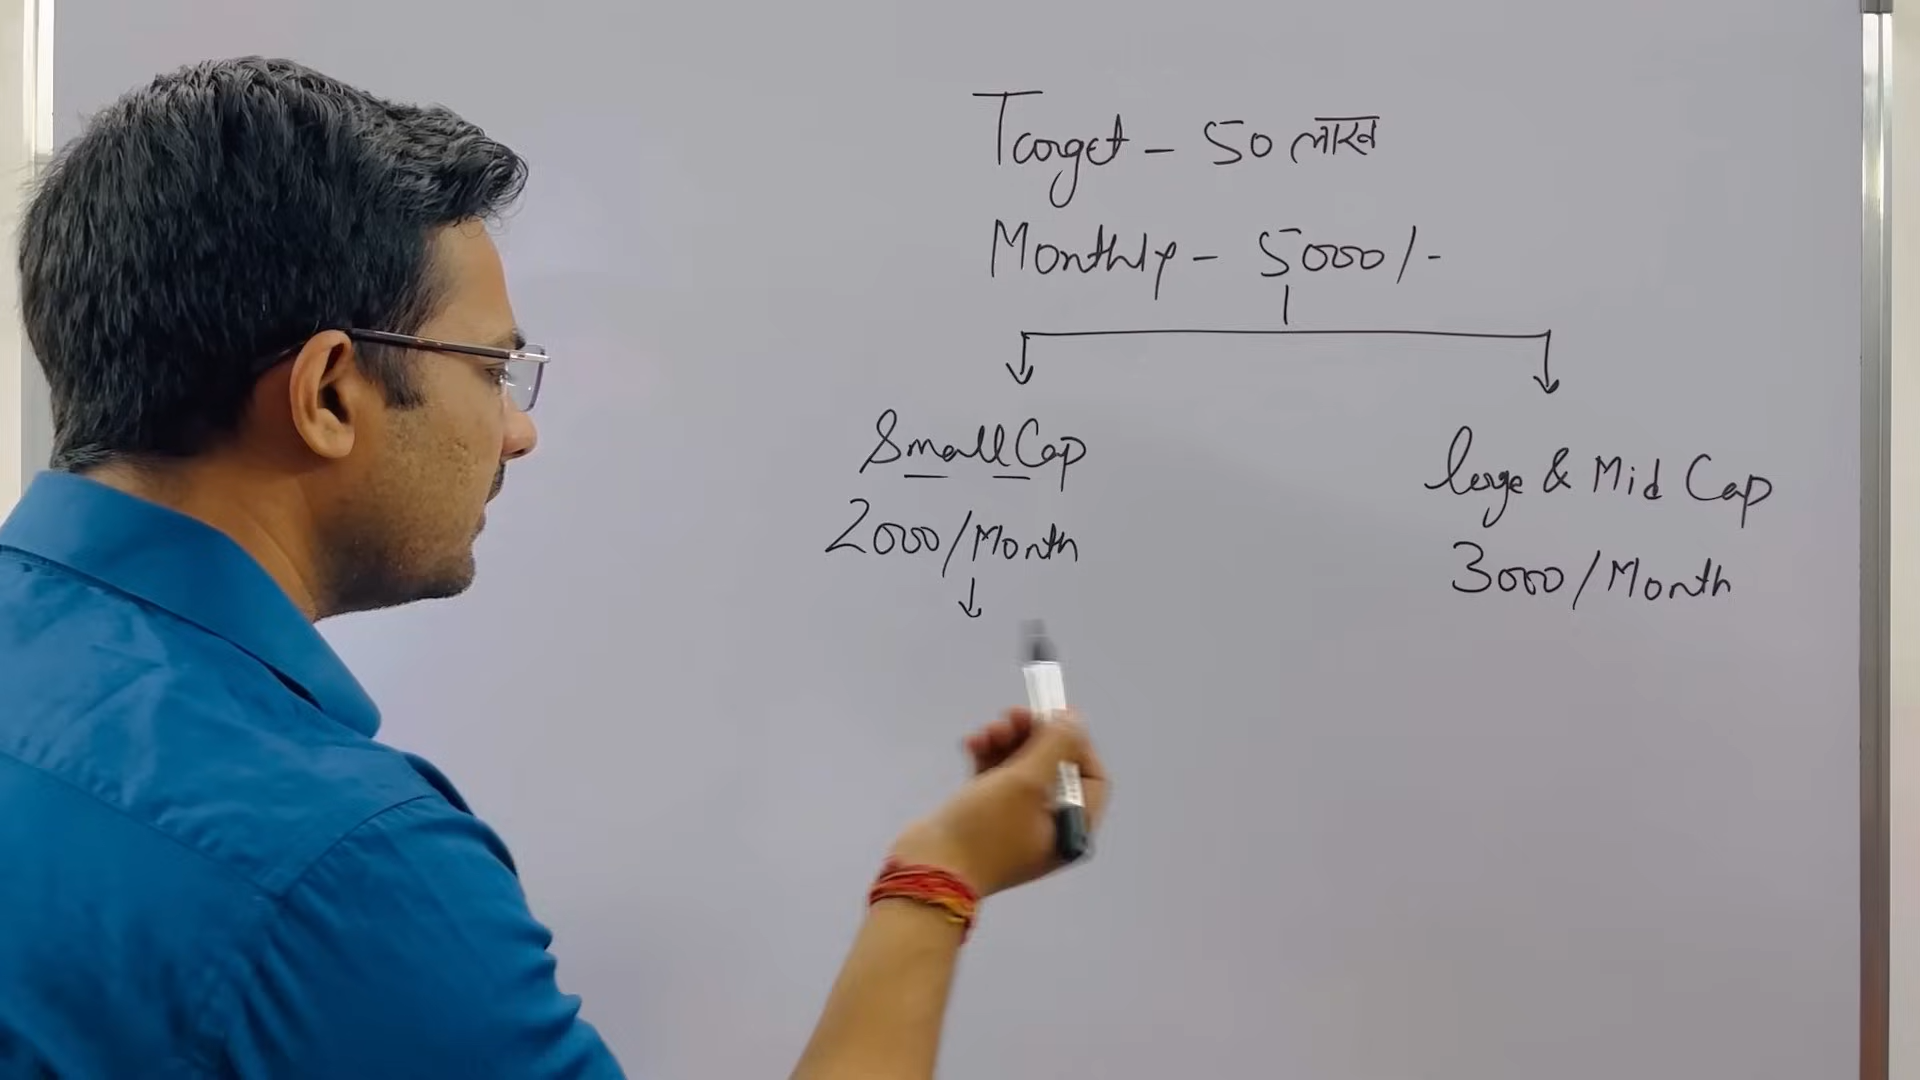 Target - 50 लाख
Monthly - 5000/-
Small Cap
2000/Month
large & Mid Cap
3000/Month